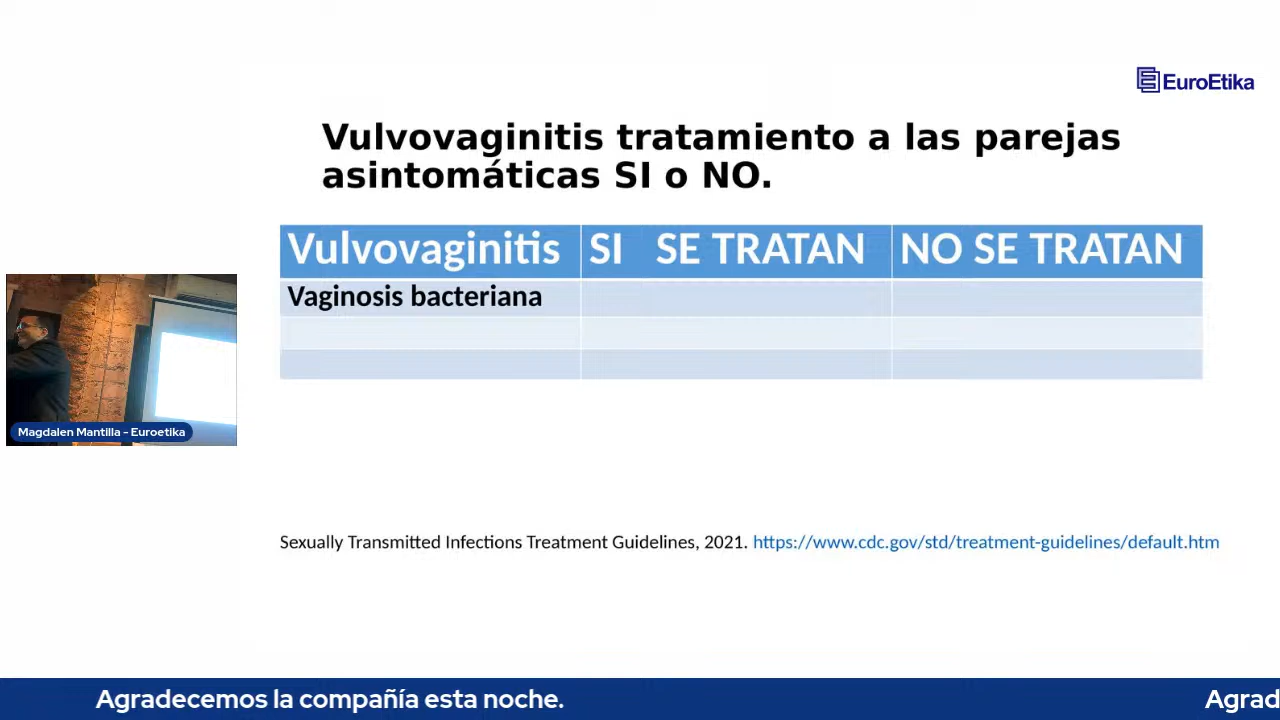 EuroEtika
Vulvovaginitis tratamiento a las parejas
asintomáticas SI o NO.
Vulvovaginitis SI SE TRATAN NO SE TRATAN
Vaginosis bacteriana
Magdalen Mantilla - Euroetika
Sexually Transmitted Infections Treatment Guidelines, 2021. https://www.cdc.gov/std/treatment-guidelines/default.htm
Agradecemos la compañía esta noche. Agrad